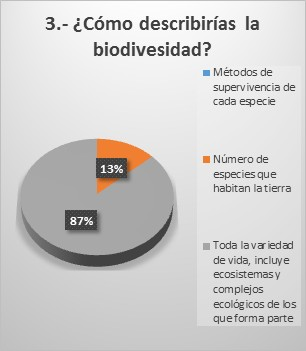 3.- ¿Cómo describirías la
biodivesidad?
Métodos de
supervivencia de
cada especie
13%
Número de
especies que
habitan la tierra
87%
Toda la variedad
de vida, incluye
ecosistemas y
complejos
ecológicos de los
que forma parte